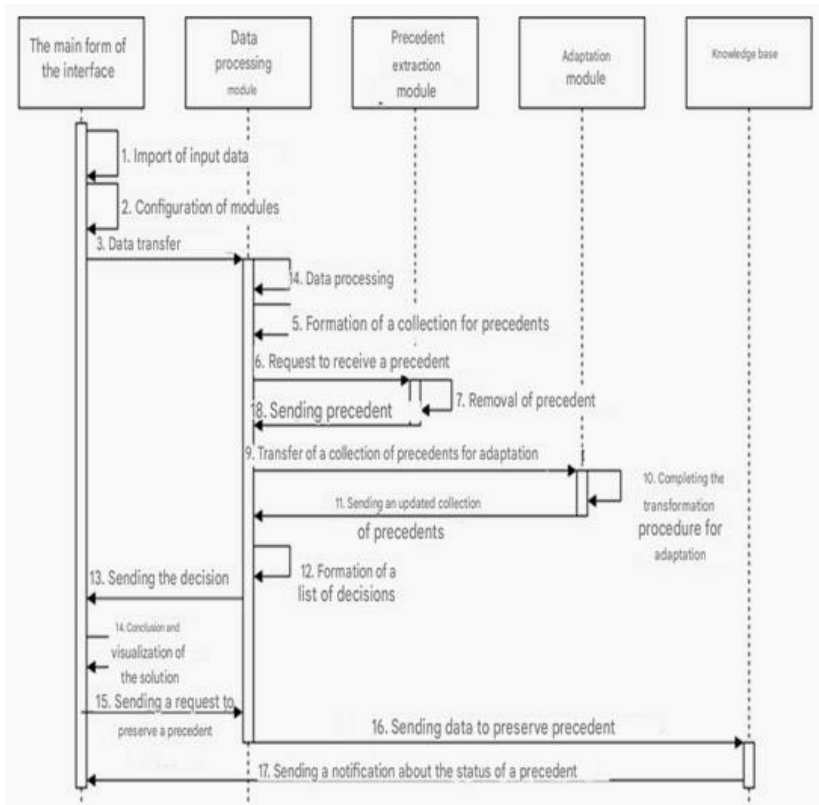 The main form of
the interface
Data
processing
module
Precedent
extraction
module
Adaptation
module
Knowledge base
1. Import of input data
2. Configuration of modules
3. Data transfer
14. Data processing
5. Formation of a collection for precedents
6. Request to receive a precedent
7. Removal of precedent
18. Sending precedent
9. Transfer of a collection of precedents for adaptation
10. Completing the
transformation
procedure for
adaptation
11. Sending an updated collection
of precedents
12. Formation of a
list of decisions
13. Sending the decision
14. Conclusion and
visualization of
the solution
15. Sending a request to
preserve a precedent
16. Sending data to preserve precedent
17. Sending a notification about the status of a precedent